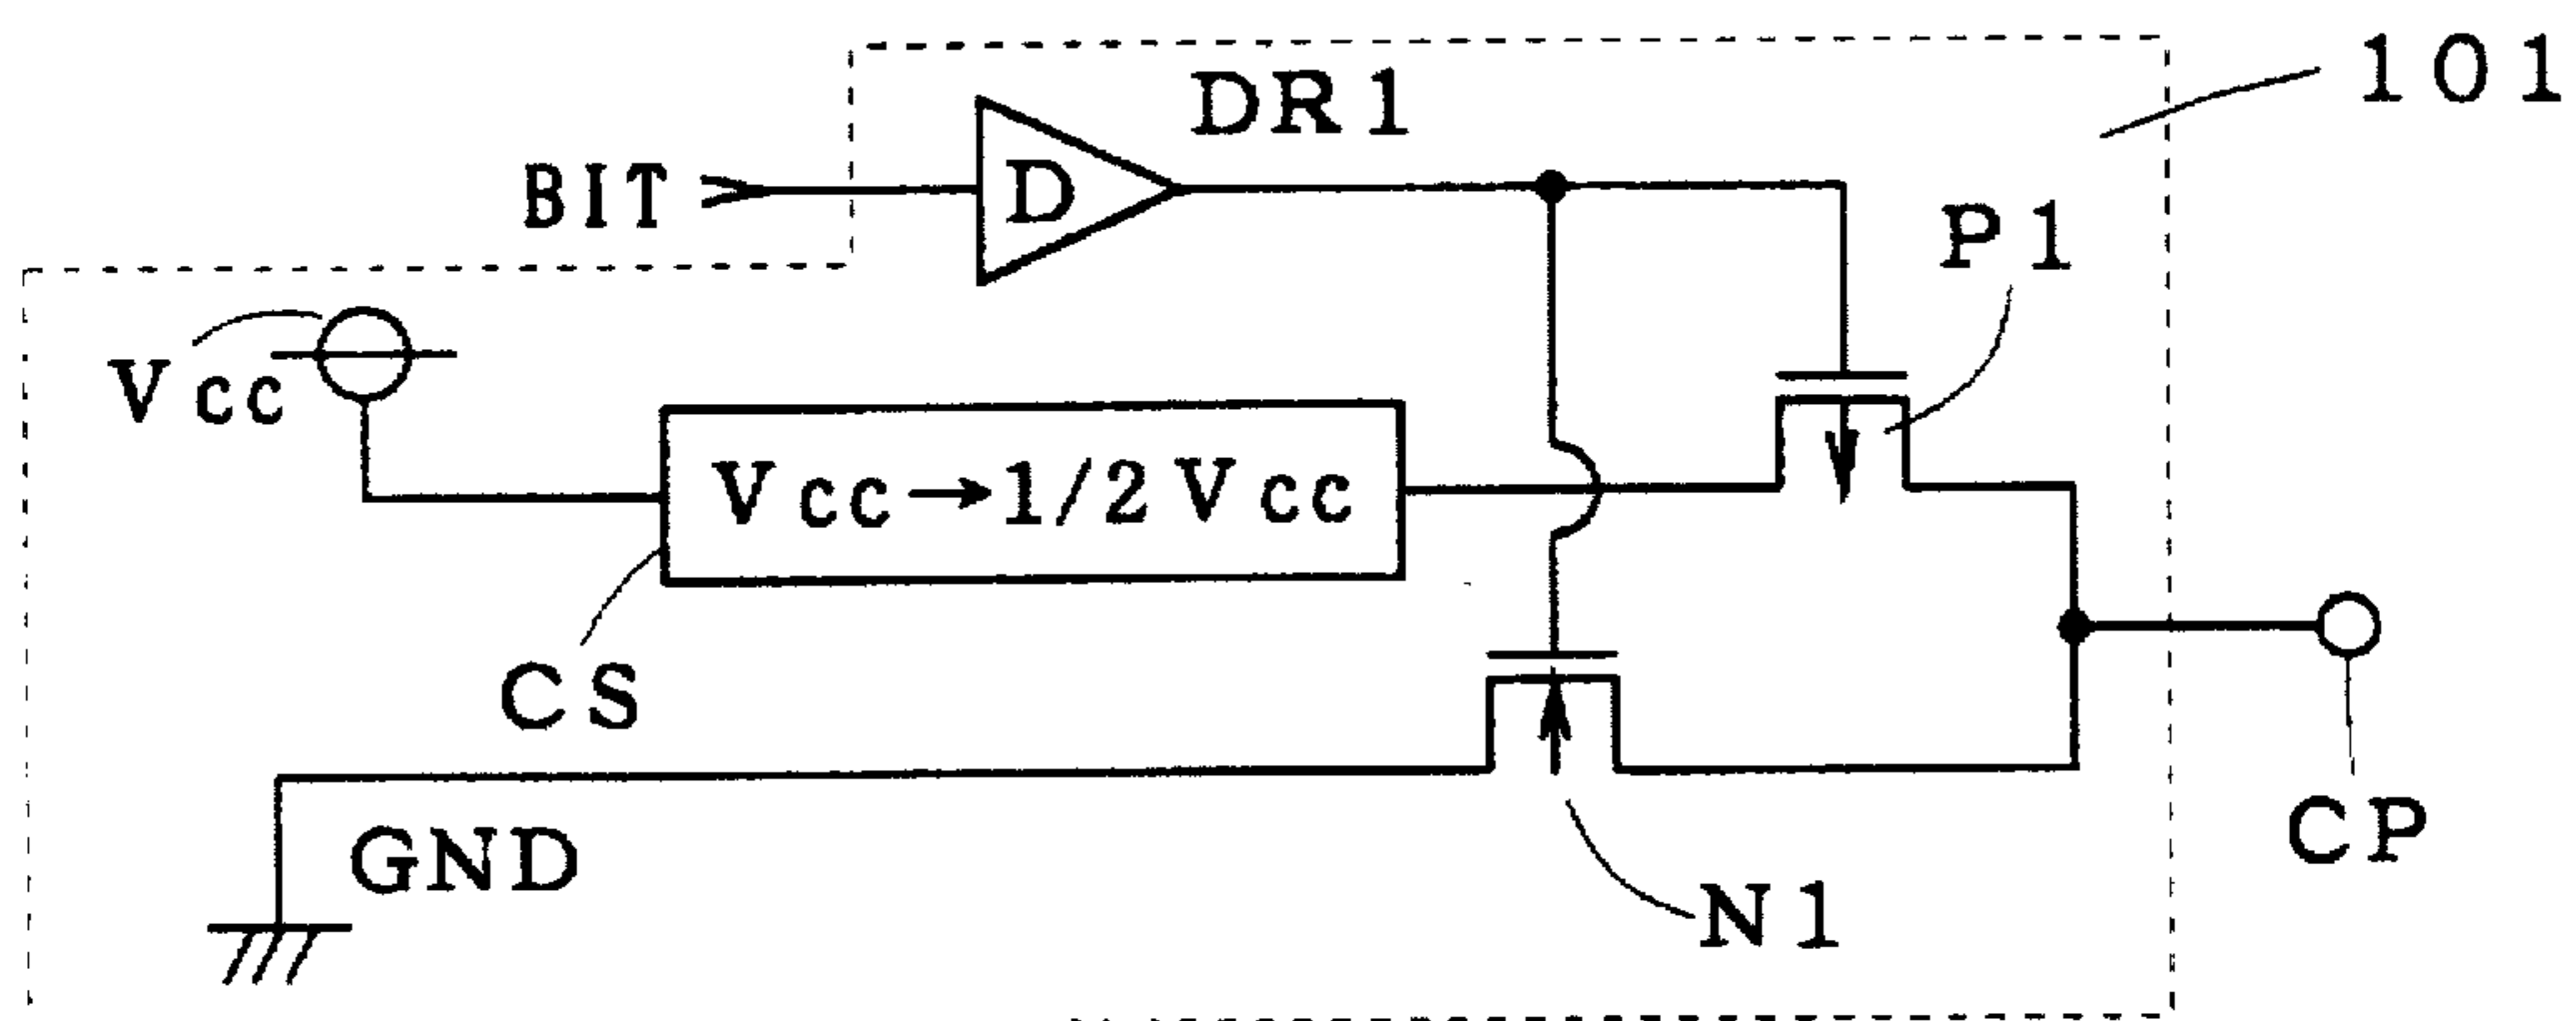 101
DR1
BIT
D
P1
Vcc
Vcc→1/2Vcc
CS
CP
GND
N1